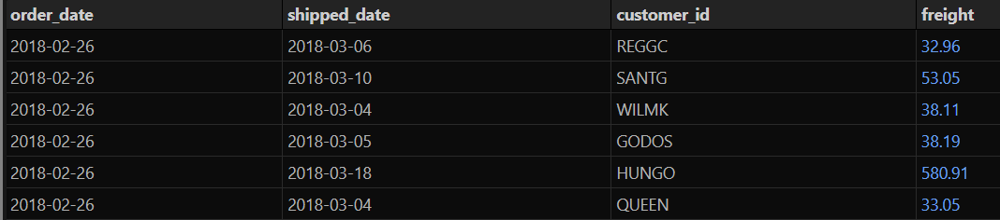 order_date shipped_date customer_id freight
2018-02-26 2018-03-06 REGGC 32.96
2018-02-26 2018-03-10 SANTG 53.05
2018-02-26 2018-03-04 WILMK 38.11
2018-02-26 2018-03-05 GODOS 38.19
2018-02-26 2018-03-18 HUNGO 580.91
2018-02-26 2018-03-04 QUEEN 33.05